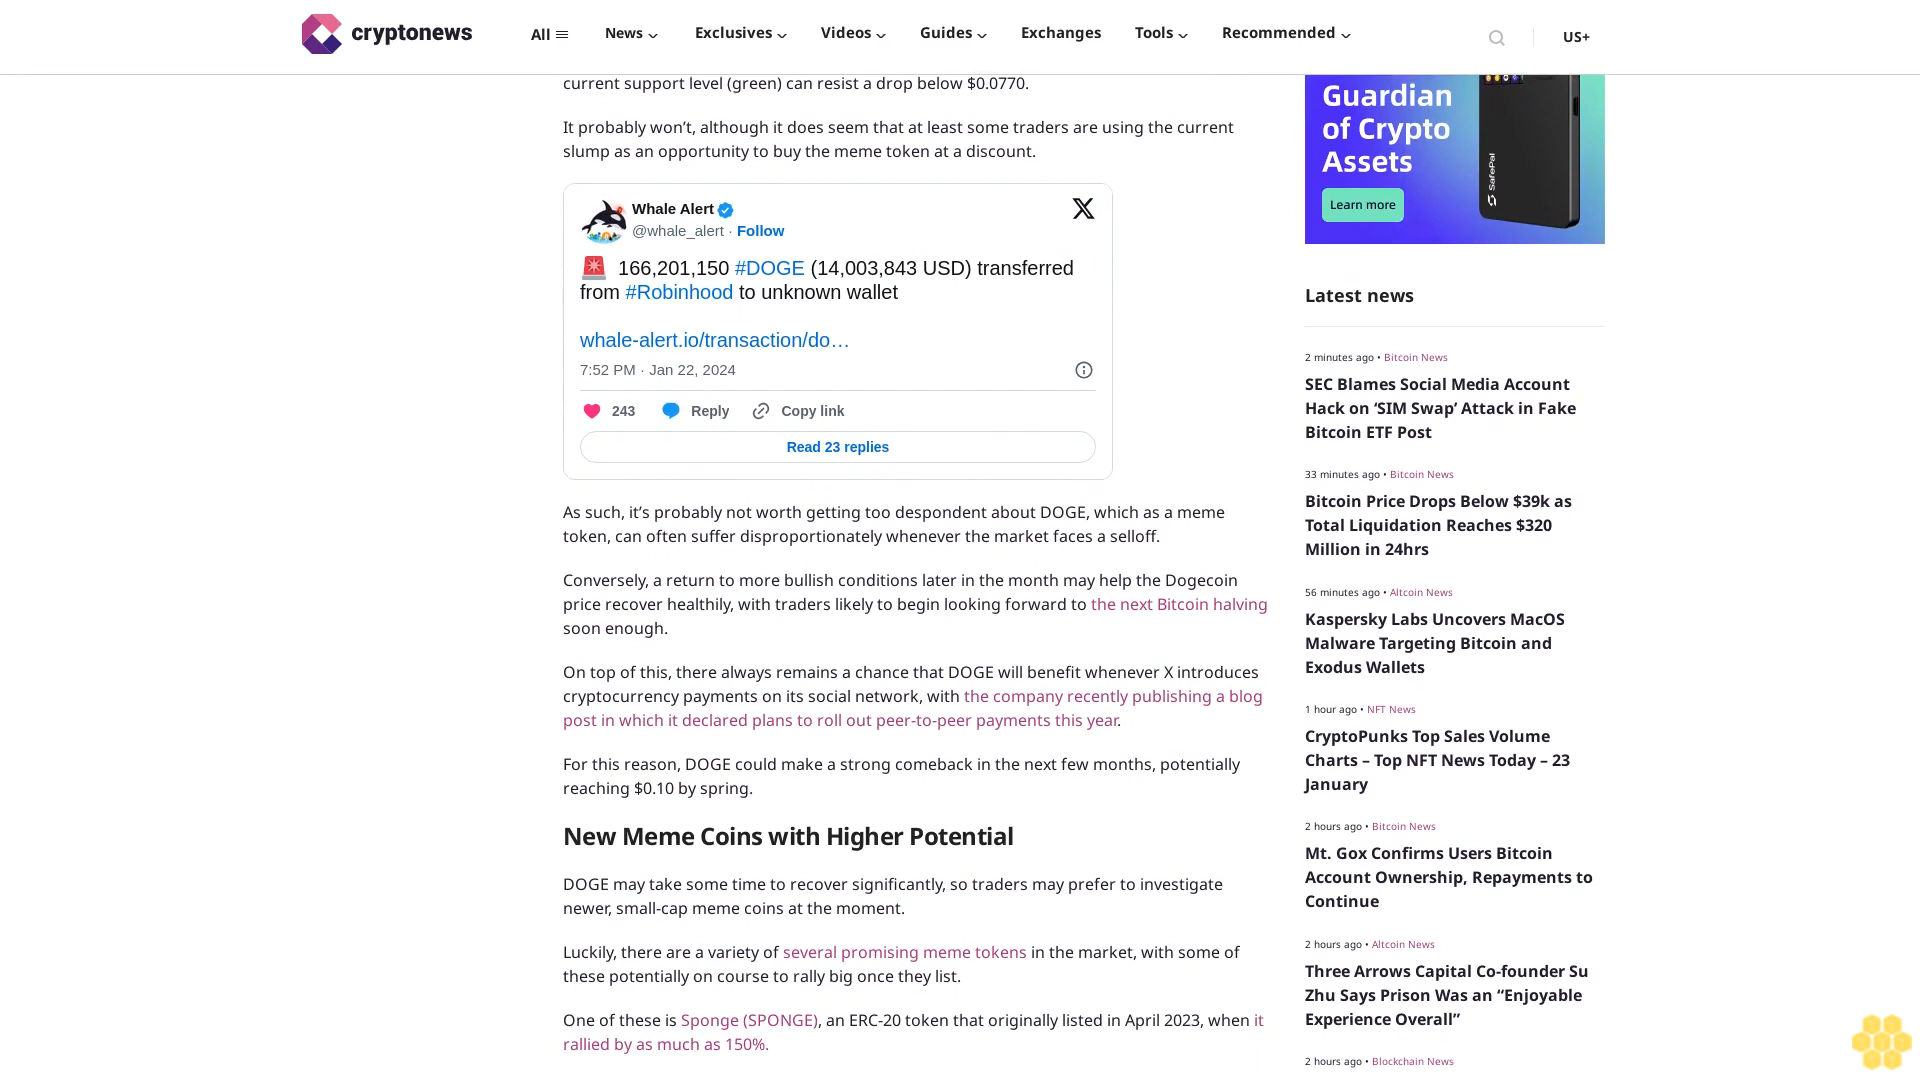 cryptonews
All
News
Exclusives
Videos
Guides
Exchanges
Tools
Recommended
US+
current support level (green) can resist a drop below $0.0770.
It probably won’t, although it does seem that at least some traders are using the current
slump as an opportunity to buy the meme token at a discount.
Whale Alert
@whale_alert · Follow
166,201,150 #DOGE (14,003,843 USD) transferred
from #Robinhood to unknown wallet
whale-alert.io/transaction/do…
7:52 PM · Jan 22, 2024
243
Reply
Copy link
Read 23 replies
As such, it’s probably not worth getting too despondent about DOGE, which as a meme
token, can often suffer disproportionately whenever the market faces a selloff.
Conversely, a return to more bullish conditions later in the month may help the Dogecoin
price recover healthily, with traders likely to begin looking forward to the next Bitcoin halving
soon enough.
On top of this, there always remains a chance that DOGE will benefit whenever X introduces
cryptocurrency payments on its social network, with the company recently publishing a blog
post in which it declared plans to roll out peer-to-peer payments this year.
For this reason, DOGE could make a strong comeback in the next few months, potentially
reaching $0.10 by spring.
New Meme Coins with Higher Potential
DOGE may take some time to recover significantly, so traders may prefer to investigate
newer, small-cap meme coins at the moment.
Luckily, there are a variety of several promising meme tokens in the market, with some of
these potentially on course to rally big once they list.
One of these is Sponge (SPONGE), an ERC-20 token that originally listed in April 2023, when it
rallied by as much as 150%.
Guardian
of Crypto
Assets
Learn more
SafePal
Latest news
2 minutes ago • Bitcoin News
SEC Blames Social Media Account
Hack on ‘SIM Swap’ Attack in Fake
Bitcoin ETF Post
33 minutes ago • Bitcoin News
Bitcoin Price Drops Below $39k as
Total Liquidation Reaches $320
Million in 24hrs
56 minutes ago • Altcoin News
Kaspersky Labs Uncovers MacOS
Malware Targeting Bitcoin and
Exodus Wallets
1 hour ago • NFT News
CryptoPunks Top Sales Volume
Charts – Top NFT News Today – 23
January
2 hours ago • Bitcoin News
Mt. Gox Confirms Users Bitcoin
Account Ownership, Repayments to
Continue
2 hours ago • Altcoin News
Three Arrows Capital Co-founder Su
Zhu Says Prison Was an “Enjoyable
Experience Overall”
2 hours ago • Blockchain News